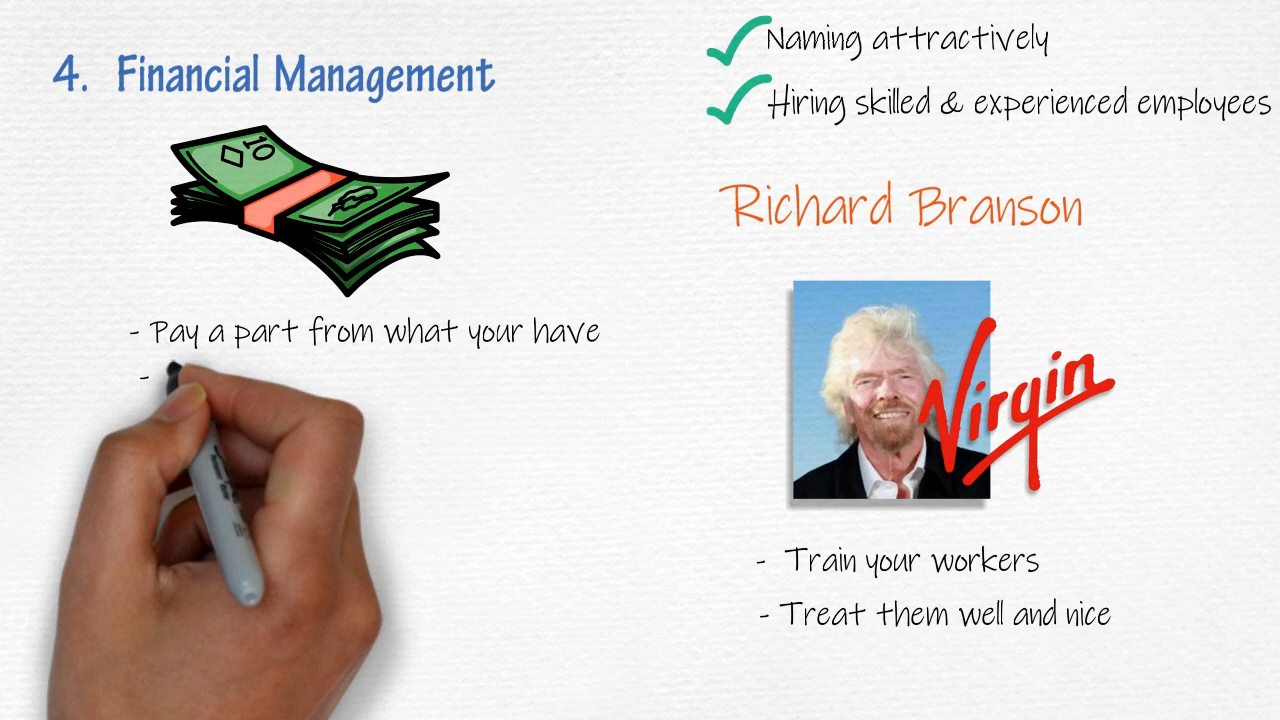 4. Financial Management
10
- Pay a part from what your have
-
Naming attractively
Hiring skilled & experienced employees
Richard Branson
Virgin
- Train your workers
- Treat them well and nice